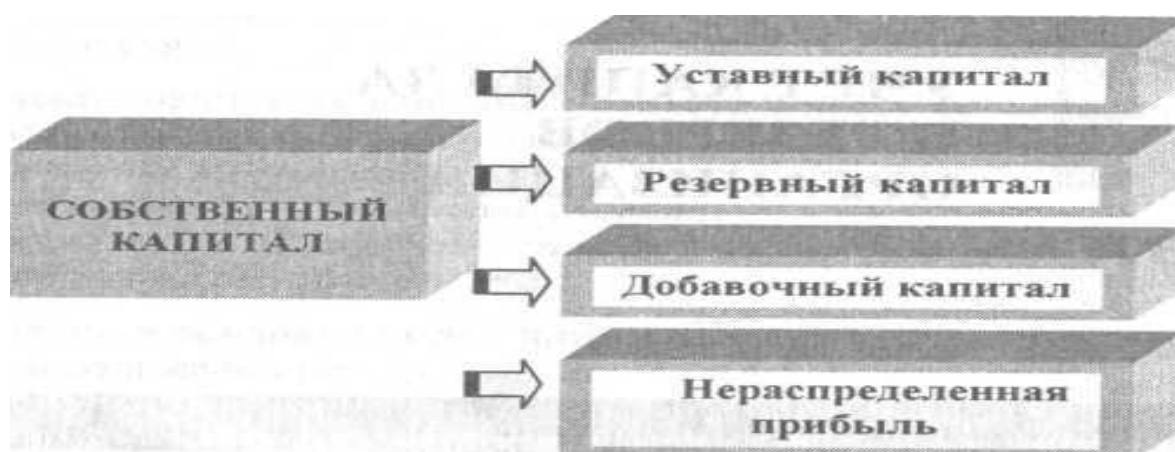 СОБСТВЕННЫЙ
КАПИТАЛ
Уставный капитал
Резервный капитал
Добавочный капитал
Нераспределенная
прибыль